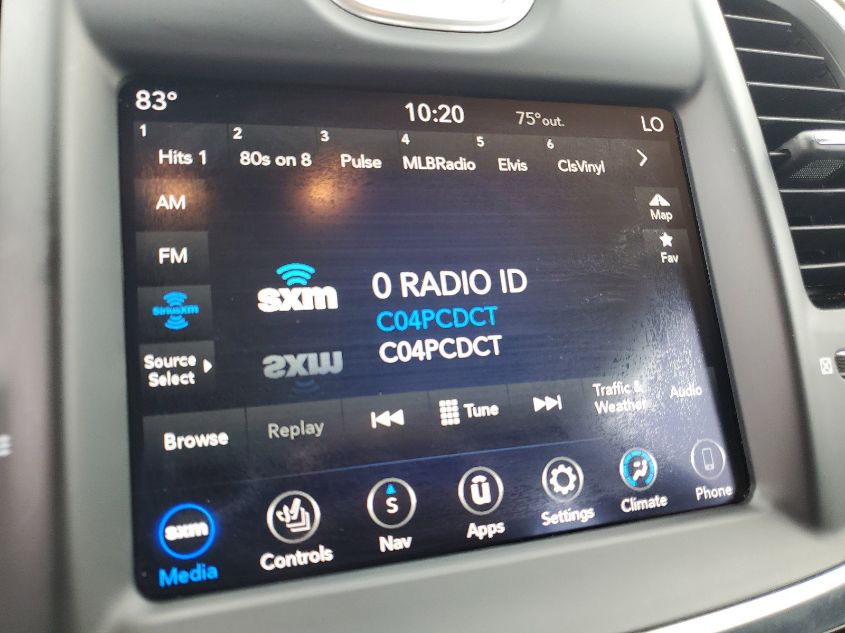 83°
10:20
75°out.
LO
1
Hits 1
2
80s on 8
3
Pulse
4
MLBRadio
5
Elvis
6
ClsVinyl
AM
Map
FM
Fav
sxm
0 RADIO ID
SiriusXM
C04PCDCT
C04PCDCT
Source
Select
Browse
Replay
Tune
Traffic &
Weather
Audio
sxm
Media
Controls
S
Nav
u
Apps
Settings
Climate
Phone